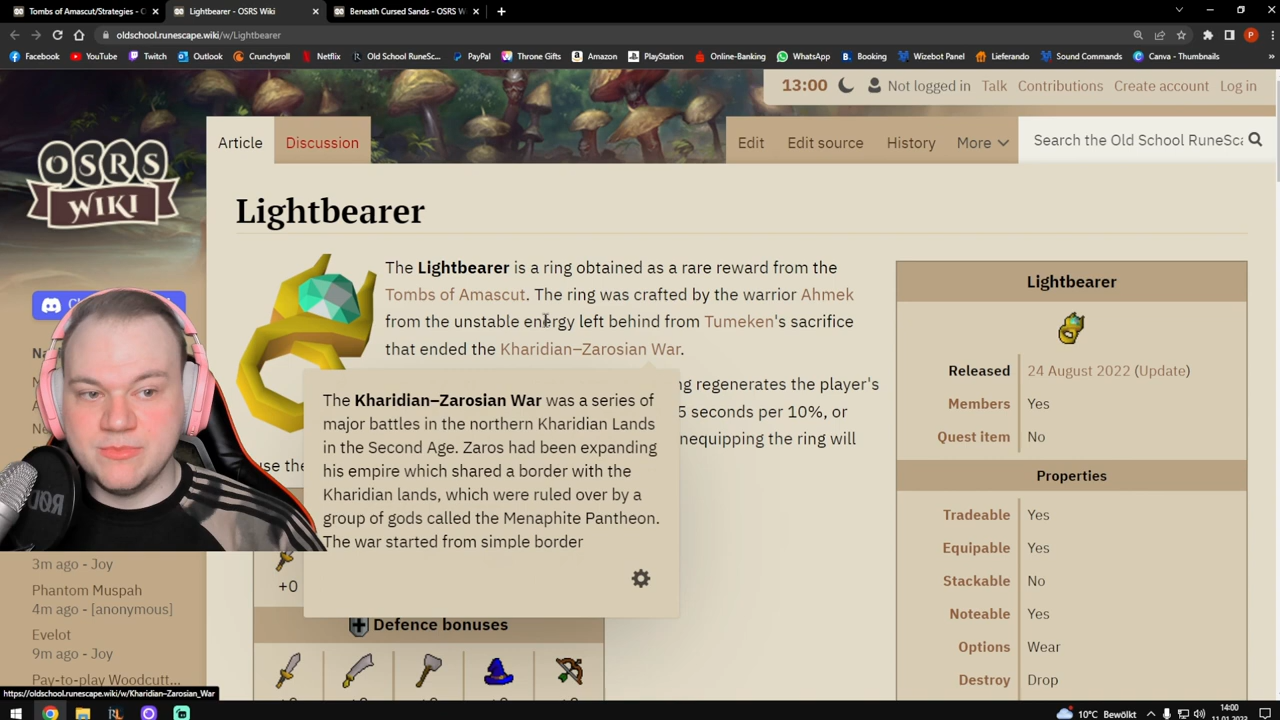 Tombs of Amascut/Strategies - O
Lightbearer - OSRS Wiki
Beneath Cursed Sands - OSRS W
oldschool.runescape.wiki/w/Lightbearer
Facebook
YouTube
Twitch
Outlook
Crunchyroll
Netflix
Old School RuneSc...
PayPal
Throne Gifts
Amazon
PlayStation
Online-Banking
WhatsApp
Booking
Wizebot Panel
Lieferando
Sound Commands
Canva - Thumbnails
13:00
Not logged in
Talk
Contributions
Create account
Log in
OSRS
WIKI
Article
Discussion
Edit
Edit source
History
More
Search the Old School RuneSc
Lightbearer
The Lightbearer is a ring obtained as a rare reward from the
Tombs of Amascut. The ring was crafted by the warrior Ahmek
from the unstable energy left behind from Tumeken's sacrifice
that ended the Kharidian–Zarosian War.
ng regenerates the player's
5 seconds per 10%, or
nequipping the ring will
use the
The Kharidian–Zarosian War was a series of
major battles in the northern Kharidian Lands
in the Second Age. Zaros had been expanding
his empire which shared a border with the
Kharidian lands, which were ruled over by a
group of gods called the Menaphite Pantheon.
The war started from simple border
+0
Defence bonuses
Lightbearer
Released
24 August 2022 (Update)
Members
Yes
Quest item
No
Properties
Tradeable
Yes
Equipable
Yes
Stackable
No
Noteable
Yes
Options
Wear
Destroy
Drop
3m ago - Joy
Phantom Muspah
4m ago - [anonymous]
Evelot
9m ago - Joy
Pay-to-play Woodcutt...
https://oldschool.runescape.wiki/w/Kharidian–Zarosian_War
10°C Bewölkt
14:00
11.01.2023